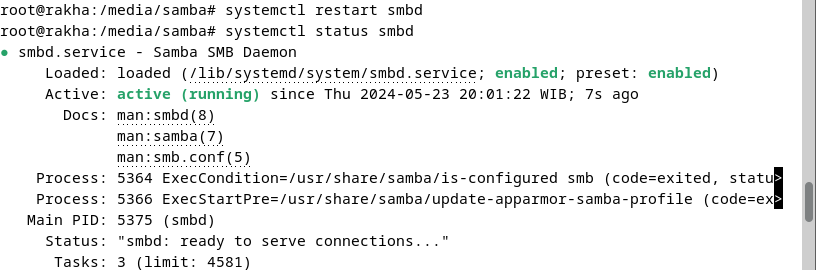 root@rakha:/media/samba# systemctl restart smbd
root@rakha:/media/samba# systemctl status smbd
● smbd.service - Samba SMB Daemon
     Loaded: loaded (/lib/systemd/system/smbd.service; enabled; preset: enabled)
     Active: active (running) since Thu 2024-05-23 20:01:22 WIB; 7s ago
       Docs: man:smbd(8)
             man:samba(7)
             man:smb.conf(5)
    Process: 5364 ExecCondition=/usr/share/samba/is-configured smb (code=exited, statu>
    Process: 5366 ExecStartPre=/usr/share/samba/update-apparmor-samba-profile (code=ex>
   Main PID: 5375 (smbd)
     Status: "smbd: ready to serve connections..."
      Tasks: 3 (limit: 4581)